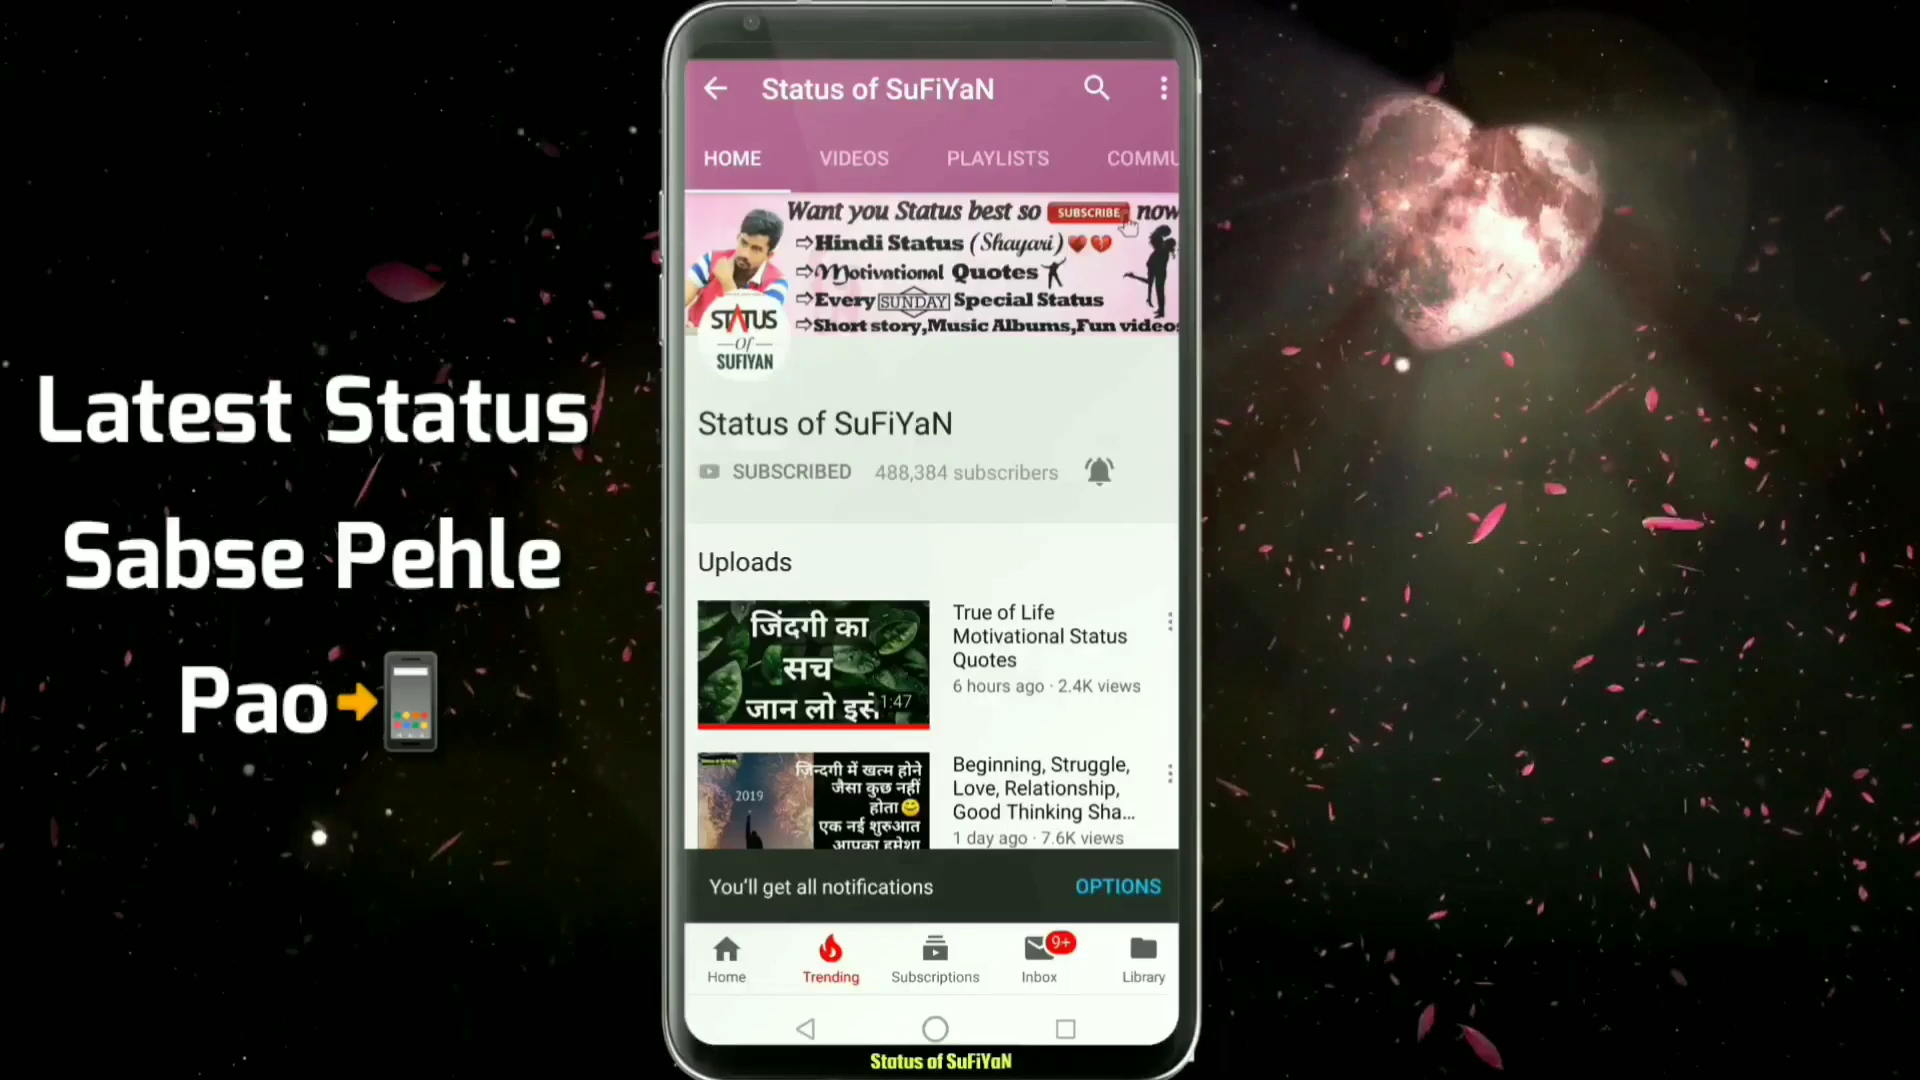 Latest Status
Sabse Pehle
Pao
Status of SuFiYaN
HOME VIDEOS PLAYLISTS COMMU
Want you Status best so SUBSCRIBE now
⇨Hindi Status (Shayari)
⇨Motivational Quotes
⇨Every SUNDAY Special Status
⇨Short story,Music Albums,Fun video
STATUS
Of
SUFIYAN
Status of SuFiYaN
SUBSCRIBED 488,384 subscribers
Uploads
जिंदगी का
सच
जान लो इसे
1:47
True of Life
Motivational Status
Quotes
6 hours ago · 2.4K views
2019
ज़िन्दगी में खत्म होने
जैसा कुछ नहीं
होता
एक नई शुरुआत
आपका हमेशा
Beginning, Struggle,
Love, Relationship,
Good Thinking Sha...
1 day ago · 7.6K views
You'll get all notifications OPTIONS
9+
Home Trending Subscriptions Inbox Library
Status of SuFiYaN